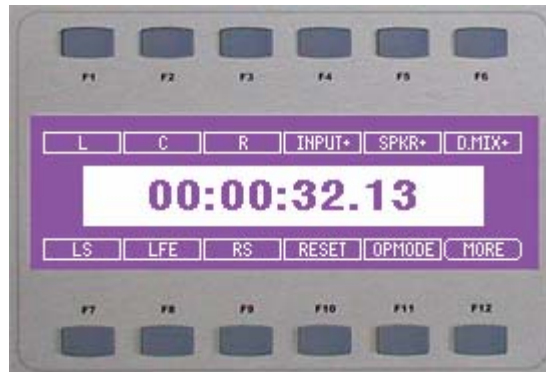 F1 F2 F3 F4 F5 F6
L C R INPUT+ SPKR+ D.MIX+
00:00:32.13
LS LFE RS RESET OPMODE MORE
F7 F8 F9 F10 F11 F12